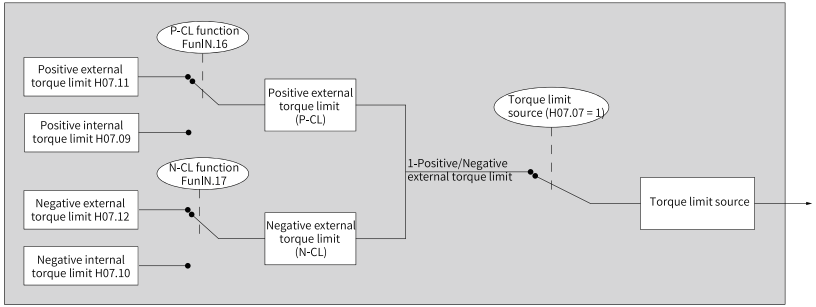 P-CL function
FunIN.16
Positive external
torque limit H07.11
Positive external
torque limit
(P-CL)
Torque limit
source (H07.07 = 1)
Positive internal
torque limit H07.09
N-CL function
FunIN.17
1-Positive/Negative
external torque limit
Negative external
torque limit H07.12
Torque limit source
Negative external
torque limit
(N-CL)
Negative internal
torque limit H07.10